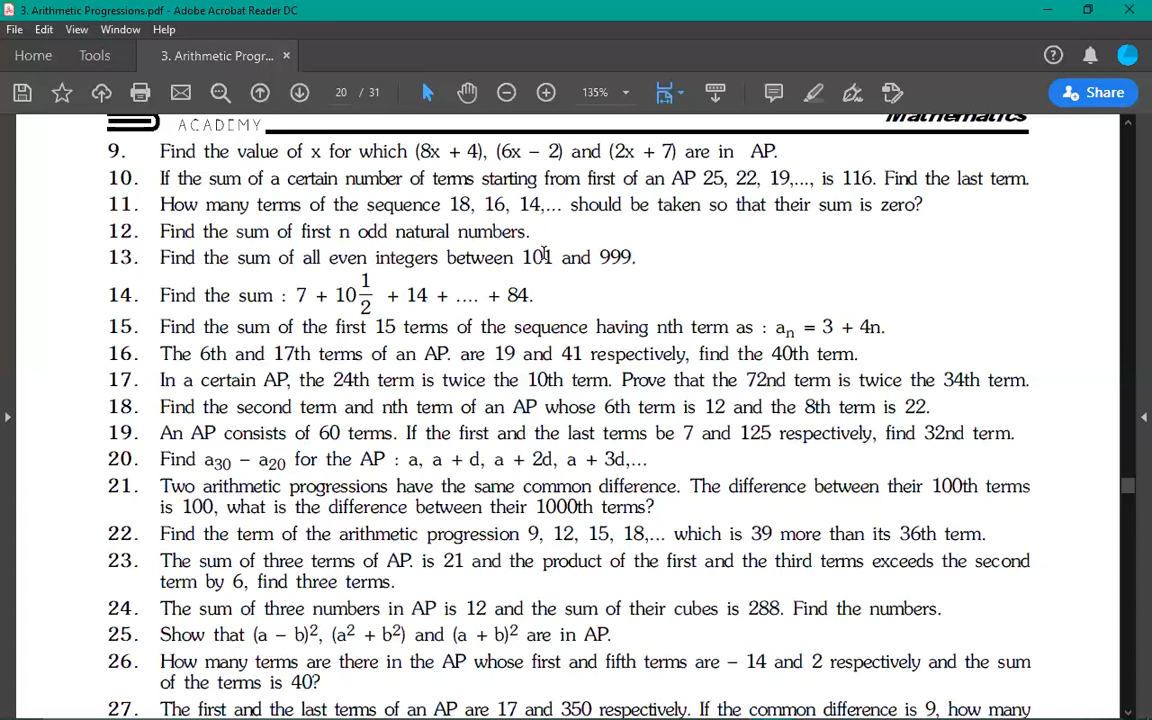 3. Arithmetic Progressions.pdf - Adobe Acrobat Reader DC
File Edit View Window Help
Home Tools 3. Arithmetic Progr... ×
20 / 31 135% Share
ACADEMY Mathematics
9. Find the value of x for which (8x + 4), (6x – 2) and (2x + 7) are in AP.
10. If the sum of a certain number of terms starting from first of an AP 25, 22, 19,..., is 116. Find the last term.
11. How many terms of the sequence 18, 16, 14,... should be taken so that their sum is zero?
12. Find the sum of first n odd natural numbers.
13. Find the sum of all even integers between 101 and 999.
14. Find the sum : 7 + 10 1/2 + 14 + .... + 84.
15. Find the sum of the first 15 terms of the sequence having nth term as : aₙ = 3 + 4n.
16. The 6th and 17th terms of an AP. are 19 and 41 respectively, find the 40th term.
17. In a certain AP, the 24th term is twice the 10th term. Prove that the 72nd term is twice the 34th term.
18. Find the second term and nth term of an AP whose 6th term is 12 and the 8th term is 22.
19. An AP consists of 60 terms. If the first and the last terms be 7 and 125 respectively, find 32nd term.
20. Find a₃₀ – a₂₀ for the AP : a, a + d, a + 2d, a + 3d,...
21. Two arithmetic progressions have the same common difference. The difference between their 100th terms
is 100, what is the difference between their 1000th terms?
22. Find the term of the arithmetic progression 9, 12, 15, 18,... which is 39 more than its 36th term.
23. The sum of three terms of AP. is 21 and the product of the first and the third terms exceeds the second
term by 6, find three terms.
24. The sum of three numbers in AP is 12 and the sum of their cubes is 288. Find the numbers.
25. Show that (a – b)², (a² + b²) and (a + b)² are in AP.
26. How many terms are there in the AP whose first and fifth terms are – 14 and 2 respectively and the sum
of the terms is 40?
27. The first and the last terms of an AP are 17 and 350 respectively. If the common difference is 9, how many